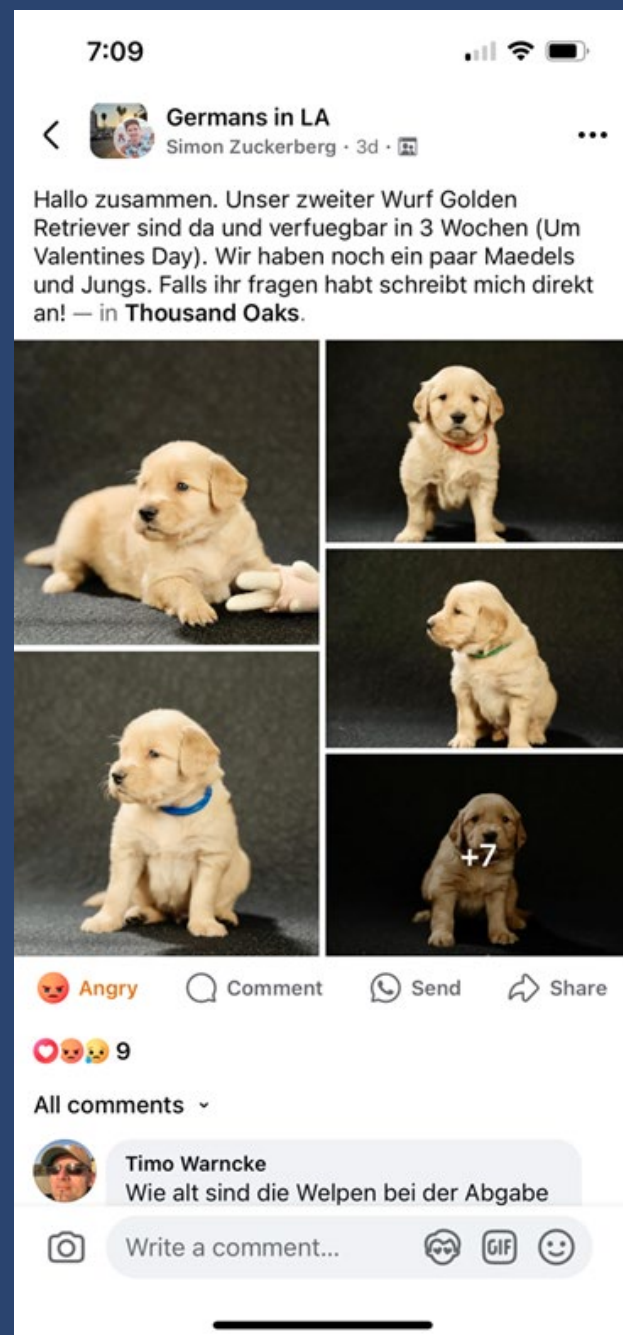 7:09
Germans in LA
Simon Zuckerberg · 3d ·
Hallo zusammen. Unser zweiter Wurf Golden
Retriever sind da und verfuegbar in 3 Wochen (Um
Valentines Day). Wir haben noch ein paar Maedels
und Jungs. Falls ihr fragen habt schreibt mich direkt
an! — in Thousand Oaks.
+7
Angry
Comment
Send
Share
9
All comments
Timo Warncke
Wie alt sind die Welpen bei der Abgabe
Write a comment...
GIF